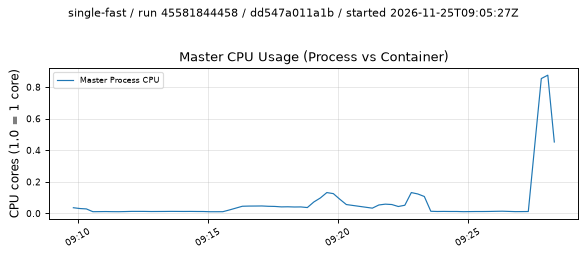 single-fast / run 45581844458 / dd547a011a1b / started 2026-11-25T09:05:27Z
Master CPU Usage (Process vs Container)
Master Process CPU
CPU cores (1.0 = 1 core)
0.8
0.6
0.4
0.2
0.0
09:10
09:15
09:20
09:25